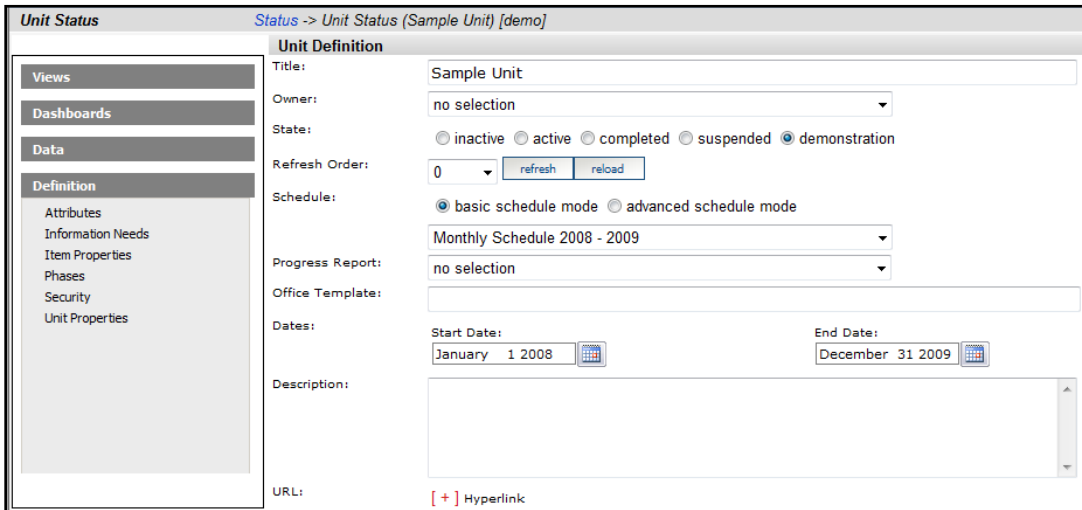 Unit Status
Status -> Unit Status (Sample Unit) [demo]
Views
Dashboards
Data
Definition
Attributes
Information Needs
Item Properties
Phases
Security
Unit Properties
Unit Definition
Title:
Sample Unit
Owner:
no selection
State:
inactive active completed suspended demonstration
Refresh Order:
0 refresh reload
Schedule:
basic schedule mode advanced schedule mode
Monthly Schedule 2008 - 2009
Progress Report:
no selection
Office Template:
Dates:
Start Date:
January 1 2008
End Date:
December 31 2009
Description:
URL:
[ + ] Hyperlink